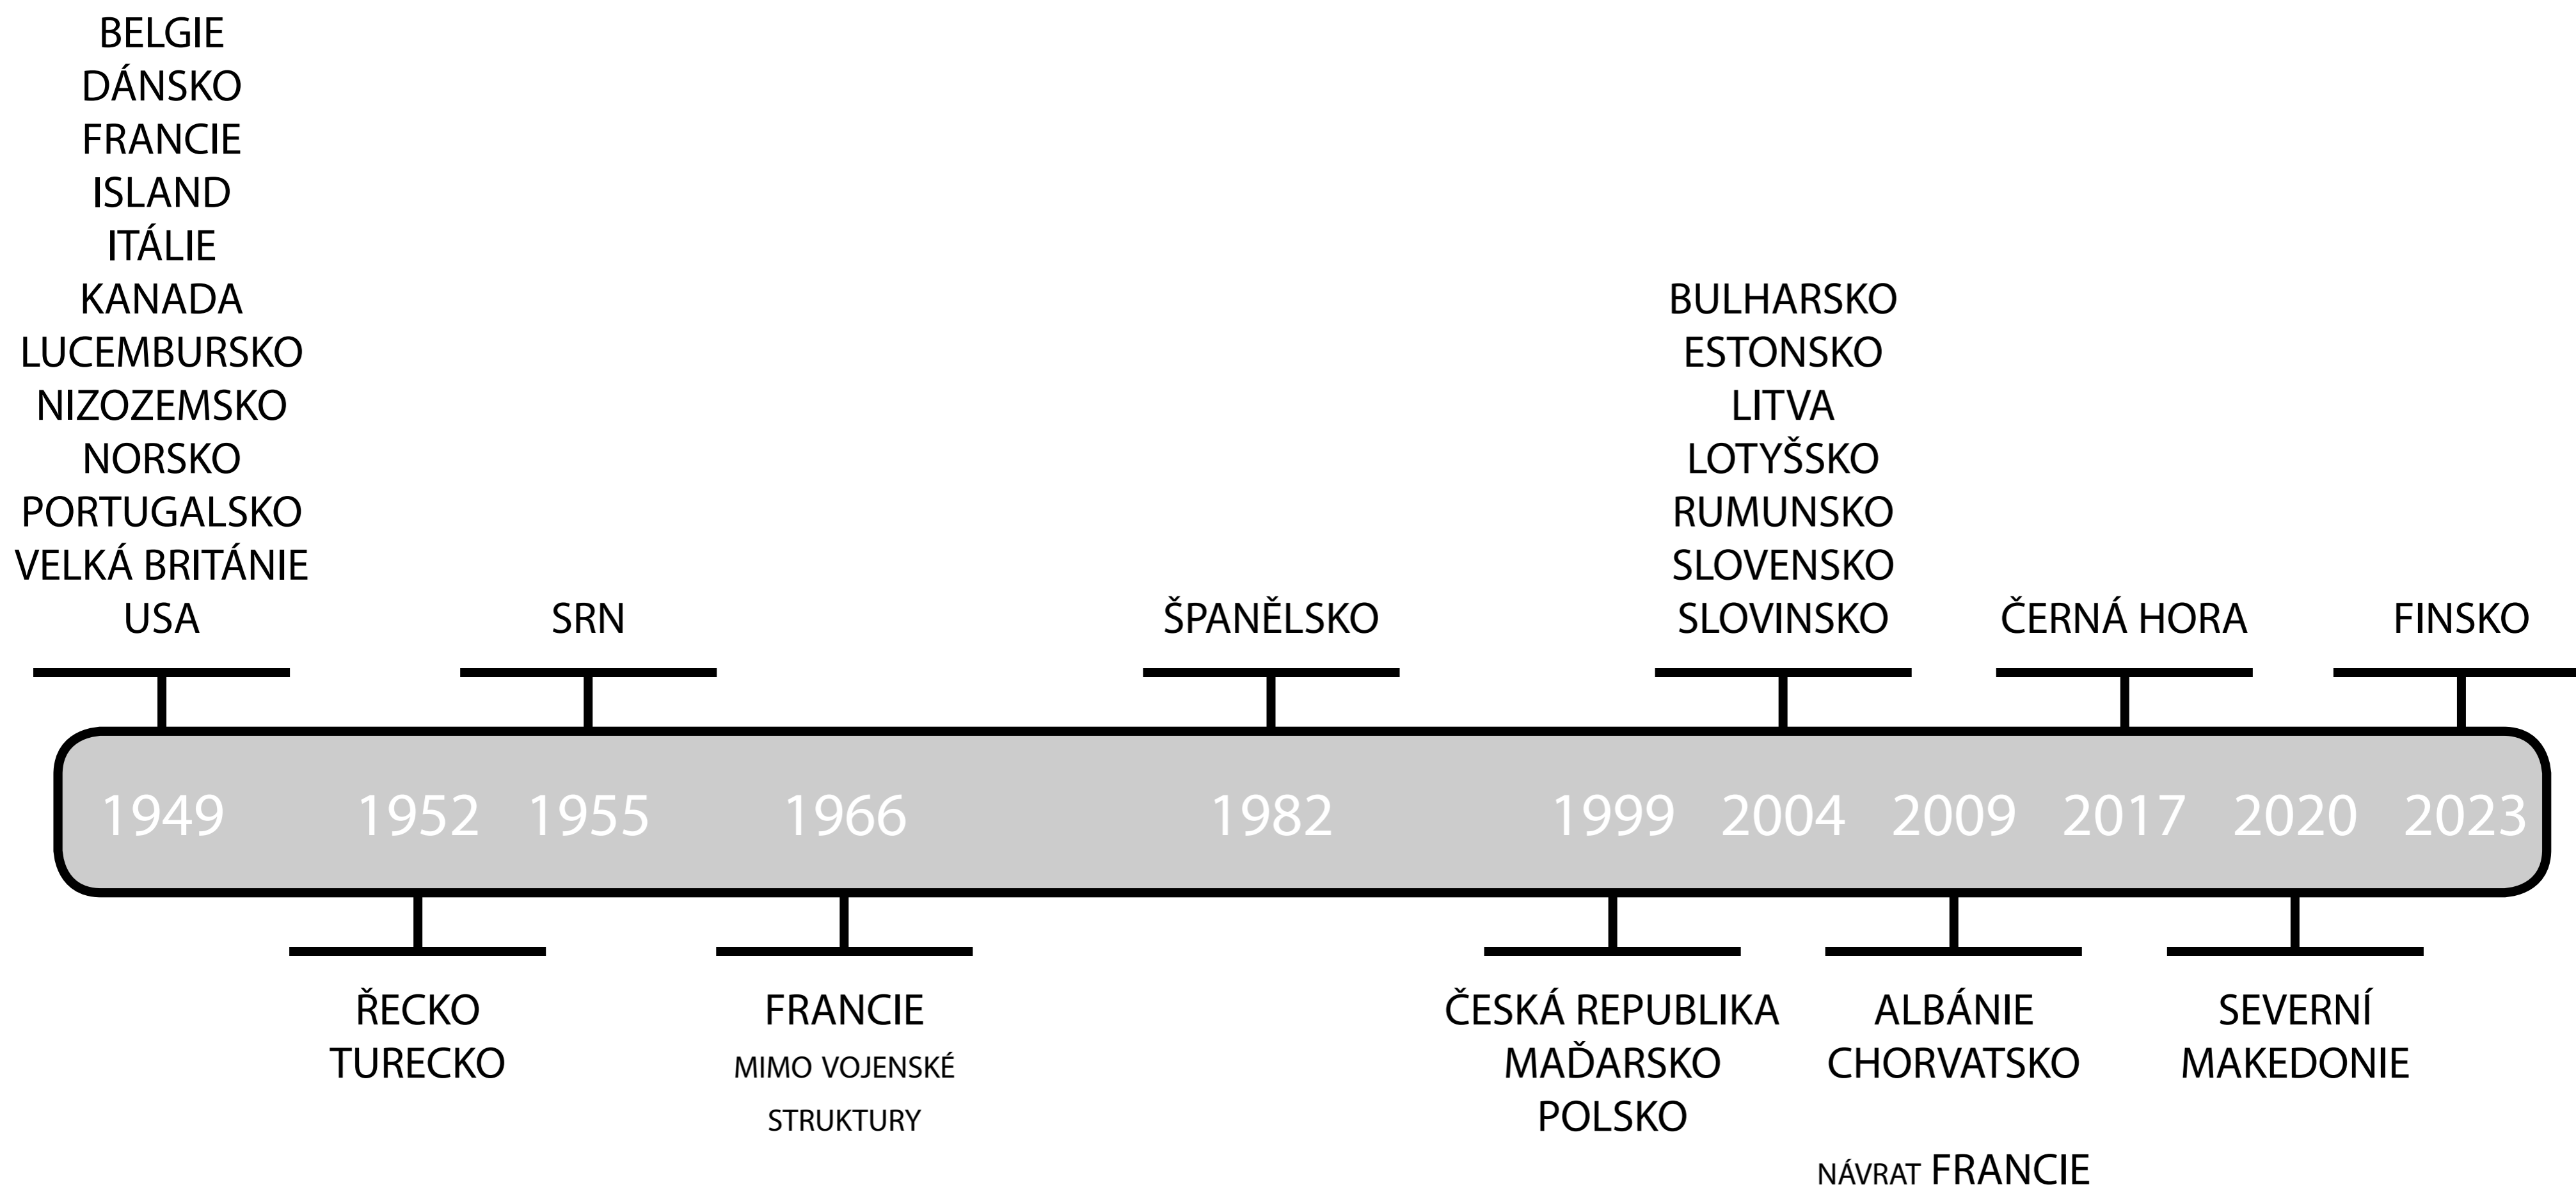 BELGIE
DÁNSKO
FRANCIE
ISLAND
ITÁLIE
KANADA
LUCEMBURSKO
NIZOZEMSKO
NORSKO
PORTUGALSKO
VELKÁ BRITÁNIE
USA
SRN
ŠPANĚLSKO
BULHARSKO
ESTONSKO
LITVA
LOTYŠSKO
RUMUNSKO
SLOVENSKO
SLOVINSKO
ČERNÁ HORA
FINSKO
1949 1952 1955 1966 1982 1999 2004 2009 2017 2020 2023
ŘECKO
TURECKO
FRANCIE
MIMO VOJENSKÉ
STRUKTURY
ČESKÁ REPUBLIKA
MAĎARSKO
POLSKO
ALBÁNIE
CHORVATSKO
NÁVRAT FRANCIE
SEVERNÍ
MAKEDONIE